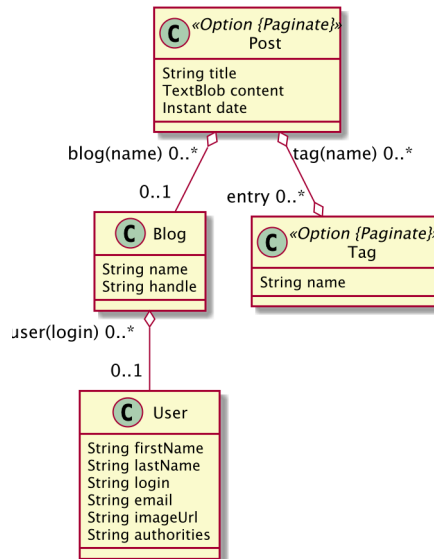 C «Option {Paginate}»
Post
String title
TextBlob content
Instant date
blog(name) 0..*
tag(name) 0..*
0..1
entry 0..*
C Blog
String name
String handle
C «Option {Paginate}»
Tag
String name
user(login) 0..*
0..1
C User
String firstName
String lastName
String login
String email
String imageUrl
String authorities